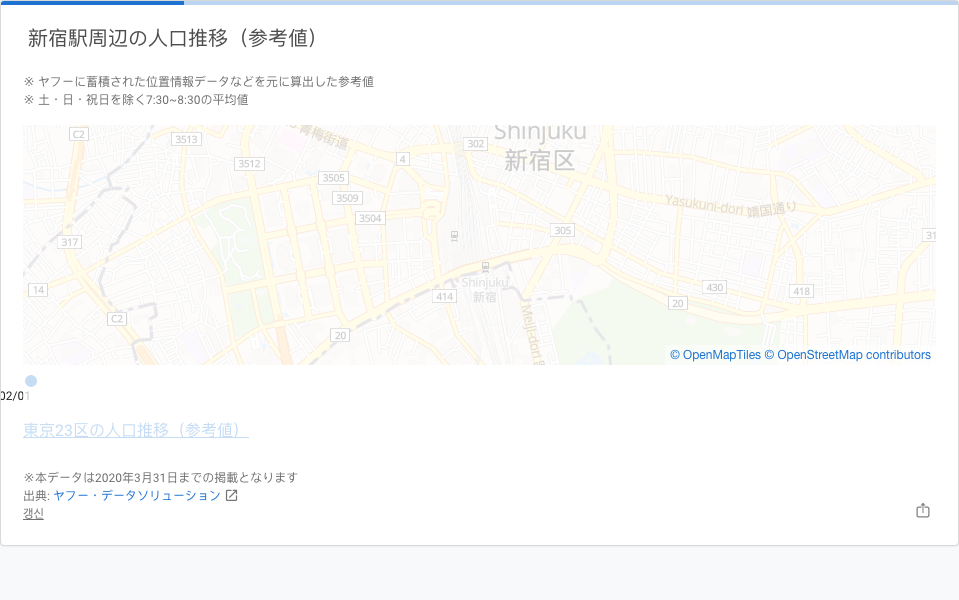 新宿駅周辺の人口推移（参考値）
※ ヤフーに蓄積された位置情報データなどを元に算出した参考値
※ 土・日・祝日を除く7:30~8:30の平均値
C2
3513
青梅街道
302
Shinjuku
新宿区
3512
4
3505
3509
3504
Yasukuni-dori 靖国通り
305
317
31
14
Shinjuku
新宿
414
430
418
20
C2
20
Meiji-dori
© OpenMapTiles © OpenStreetMap contributors
02/01
東京23区の人口推移（参考値）
※本データは2020年3月31日までの掲載となります
出典: ヤフー・データソリューション
갱신